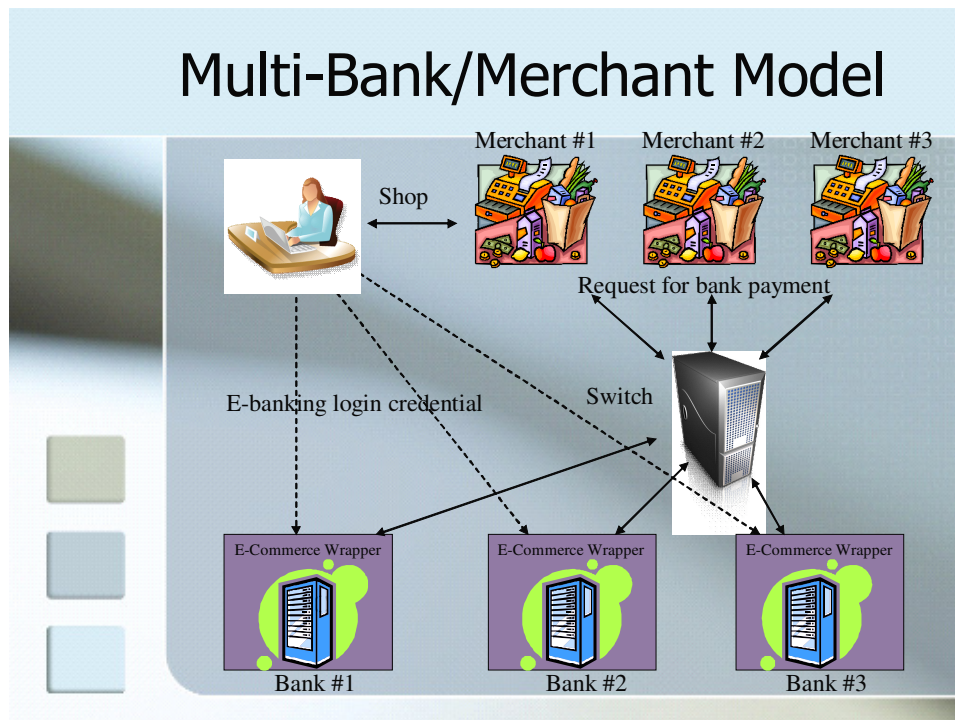 Multi-Bank/Merchant Model
Merchant #1
Merchant #2
Merchant #3
Shop
Request for bank payment
E-banking login credential
Switch
E-Commerce Wrapper
E-Commerce Wrapper
E-Commerce Wrapper
Bank #1
Bank #2
Bank #3